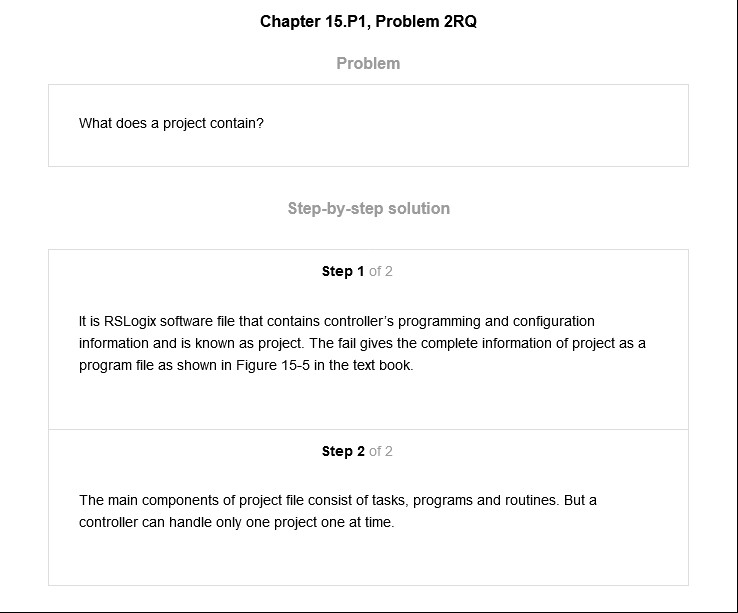 Chapter 15.P1, Problem 2RQ
Problem
What does a project contain?
Step-by-step solution
Step 1 of 2
It is RSLogix software file that contains controller's programming and configuration
information and is known as project. The fail gives the complete information of project as a
program file as shown in Figure 15-5 in the text book.
Step 2 of 2
The main components of project file consist of tasks, programs and routines. But a
controller can handle only one project one at time.